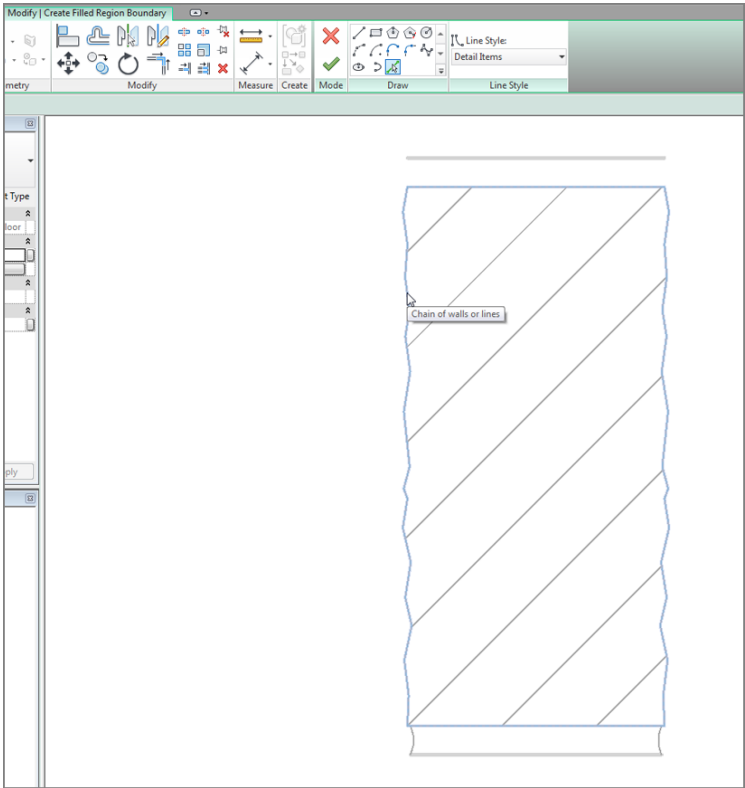 Modify | Create Filled Region Boundary
Line Style:
Detail Items
metry
Modify
Measure
Create
Mode
Draw
Line Style
t Type
loor
Chain of walls or lines
ply